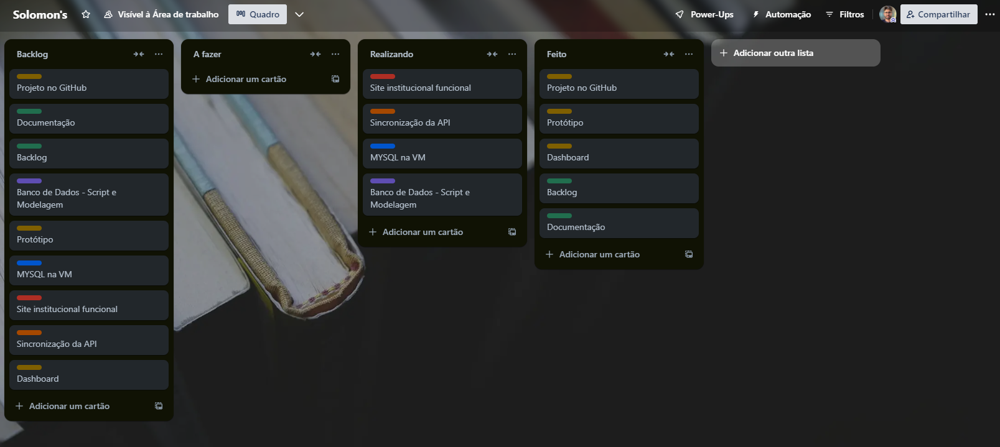 Solomon's
Visível à Área de trabalho
Quadro
Power-Ups
Automação
Filtros
Compartilhar
Backlog
Projeto no GitHub
Documentação
Backlog
Banco de Dados - Script e
Modelagem
Protótipo
MYSQL na VM
Site institucional funcional
Sincronização da API
Dashboard
Adicionar um cartão
A fazer
Adicionar um cartão
Realizando
Site institucional funcional
Sincronização da API
MYSQL na VM
Banco de Dados - Script e
Modelagem
Adicionar um cartão
Feito
Projeto no GitHub
Protótipo
Dashboard
Backlog
Documentação
Adicionar um cartão
Adicionar outra lista